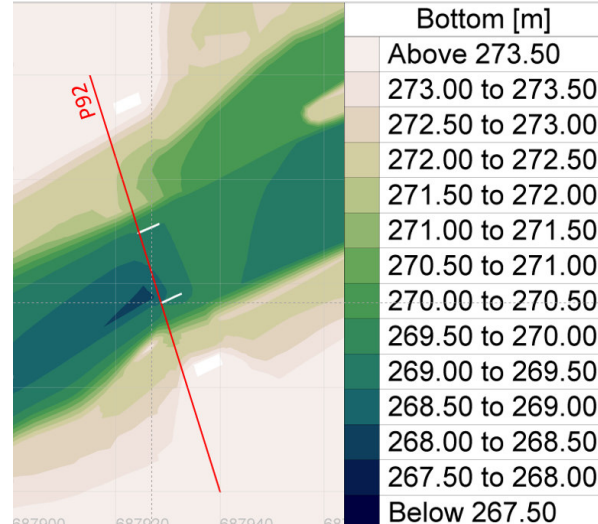 Bottom [m]
Above 273.50
273.00 to 273.50
272.50 to 273.00
272.00 to 272.50
271.50 to 272.00
271.00 to 271.50
270.50 to 271.00
270.00 to 270.50
269.50 to 270.00
269.00 to 269.50
268.50 to 269.00
268.00 to 268.50
267.50 to 268.00
Below 267.50
P92